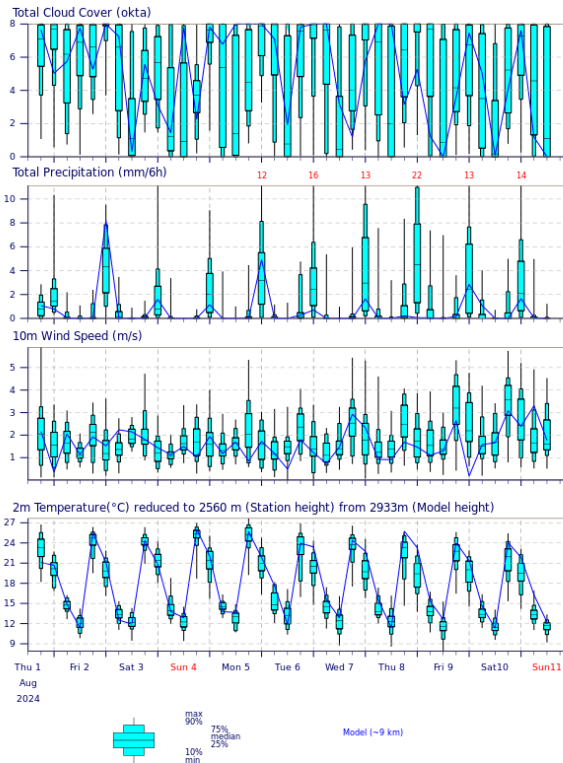 Total Cloud Cover (okta)
8
6
4
2
0
Total Precipitation (mm/6h)
12 16 13 22 13 14
10
8
6
4
2
0
10m Wind Speed (m/s)
5
4
3
2
1
2m Temperature(°C) reduced to 2560 m (Station height) from 2933m (Model height)
27
24
21
18
15
12
9
Thu 1 Fri 2 Sat 3 Sun 4 Mon 5 Tue 6 Wed 7 Thu 8 Fri 9 Sat10 Sun11
Aug
2024
max
90%
75%
median
25%
10%
min
Model (~9 km)